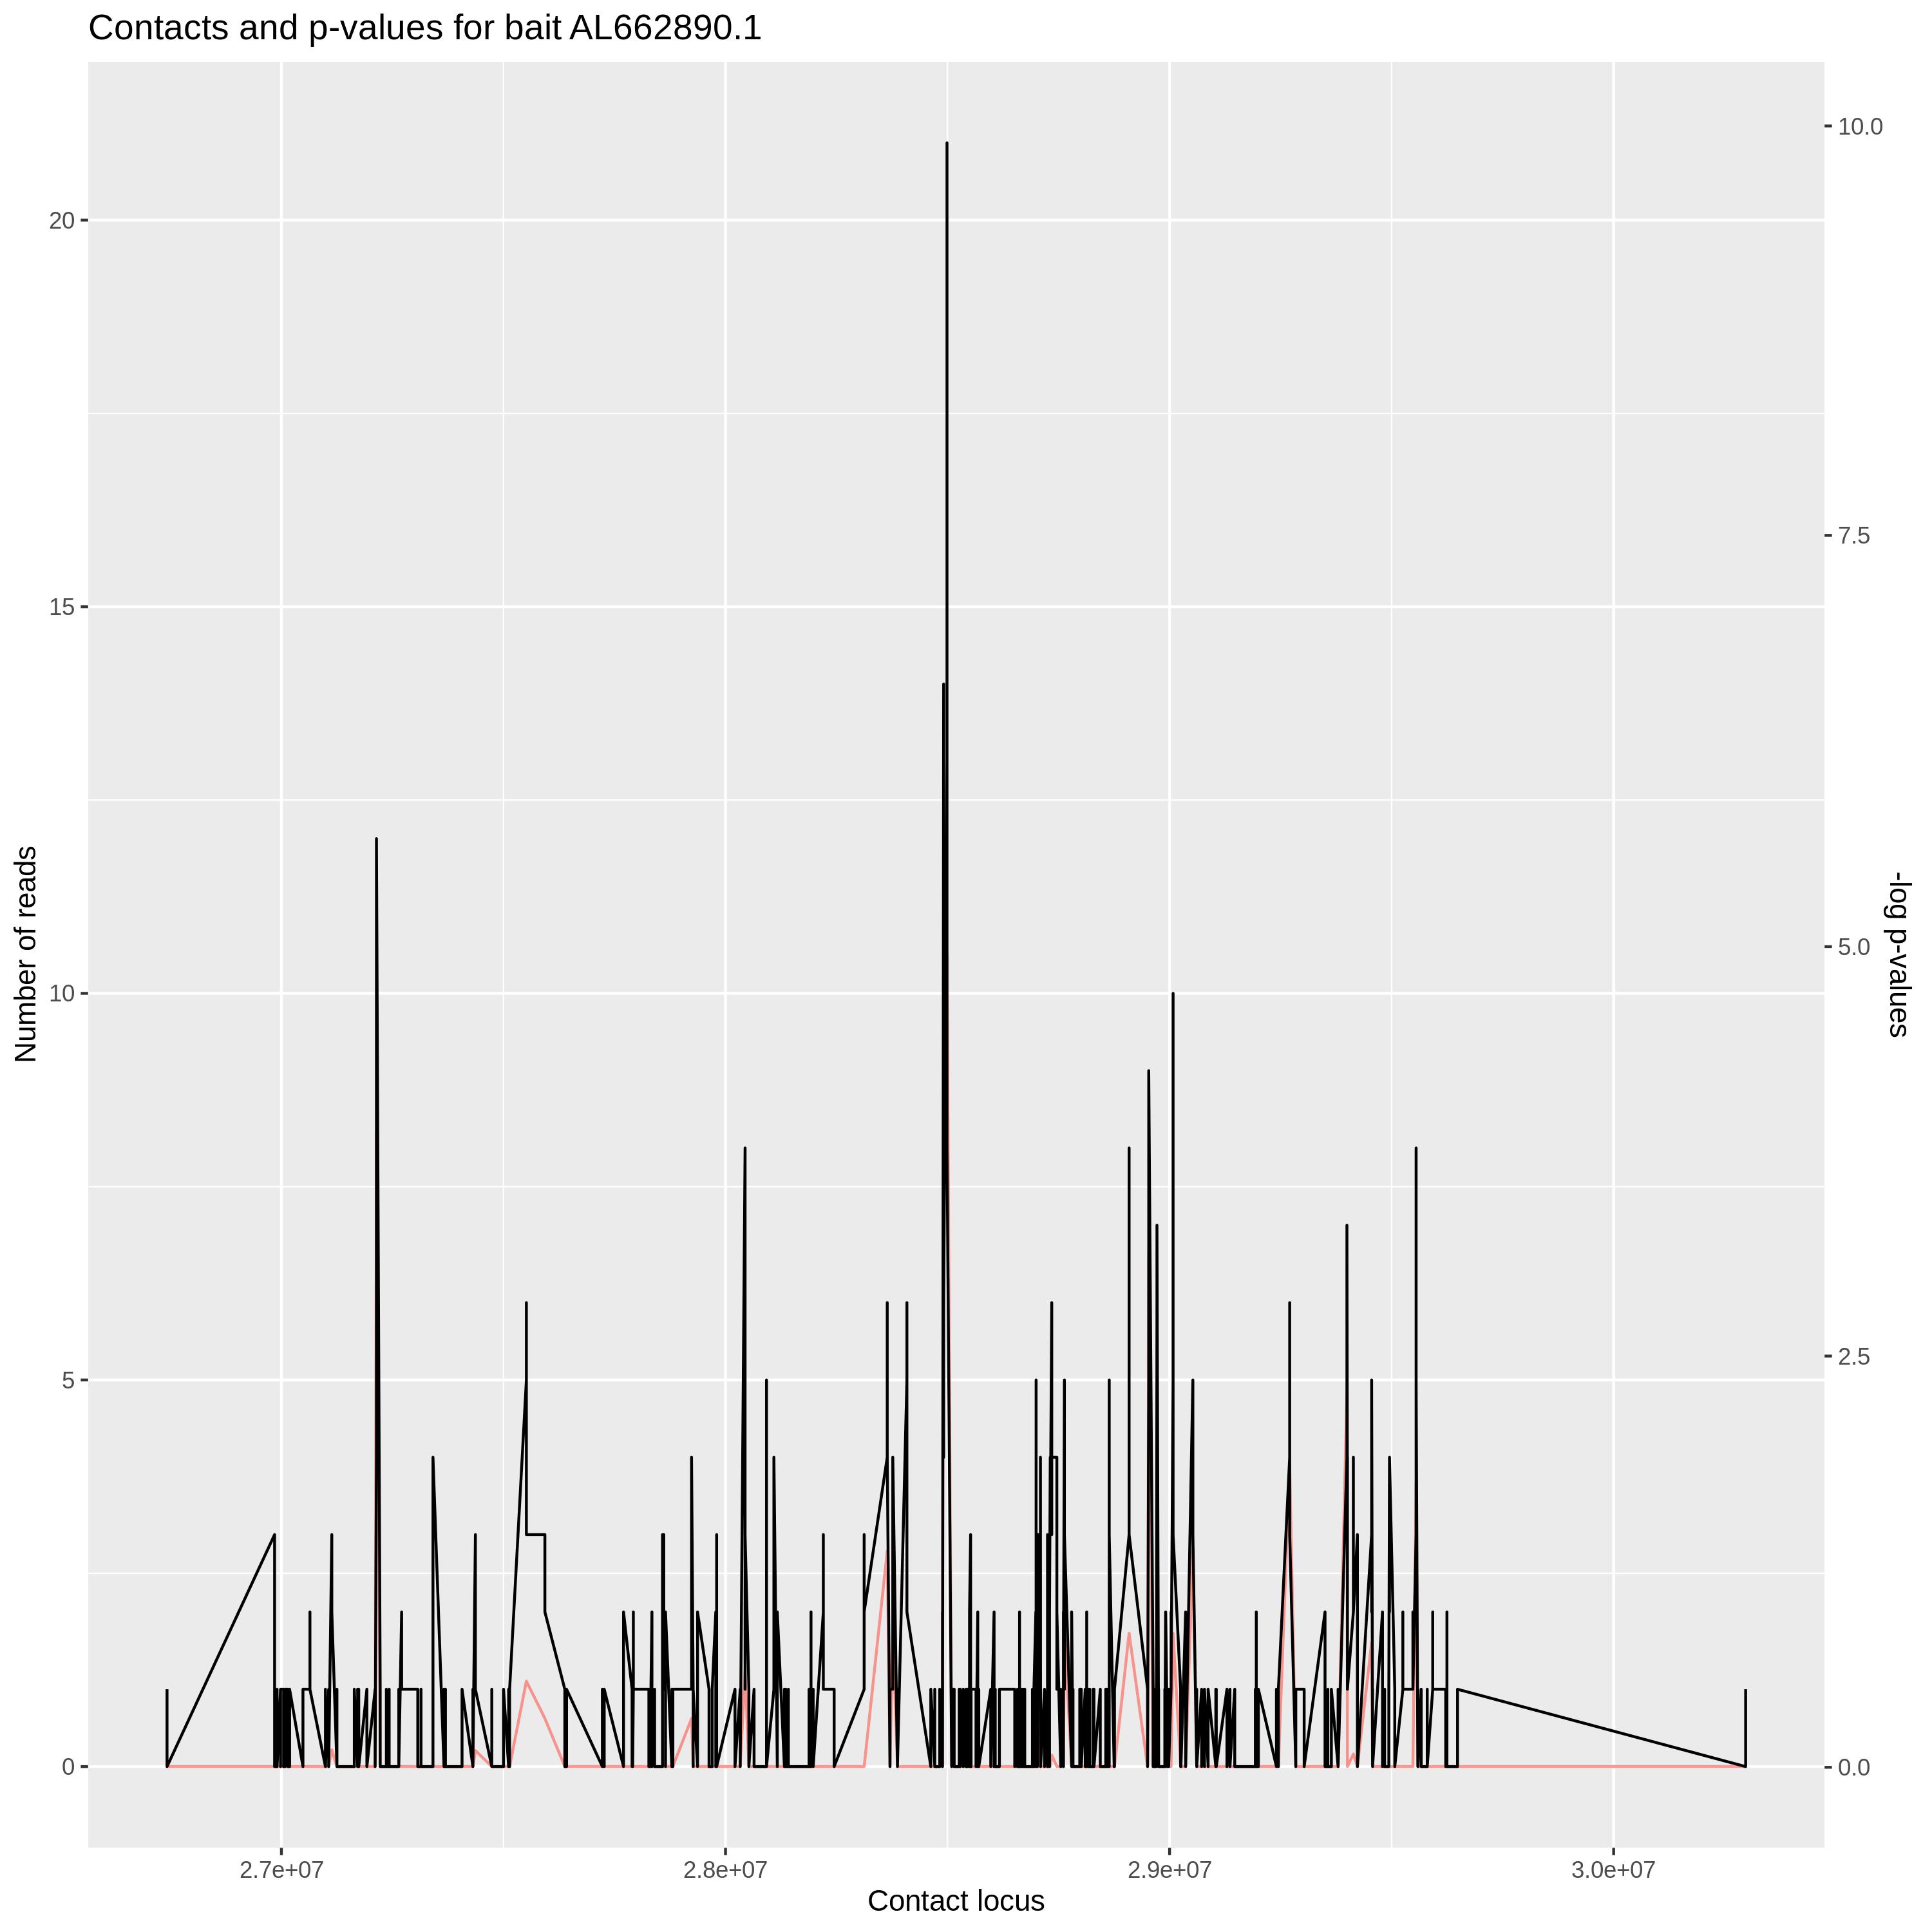 Contacts and p-values for bait AL662890.1
Number of reads
20
15
10
5
0
10.0
7.5
5.0
2.5
0.0
-log p-values
2.7e+07
2.8e+07
2.9e+07
3.0e+07
Contact locus